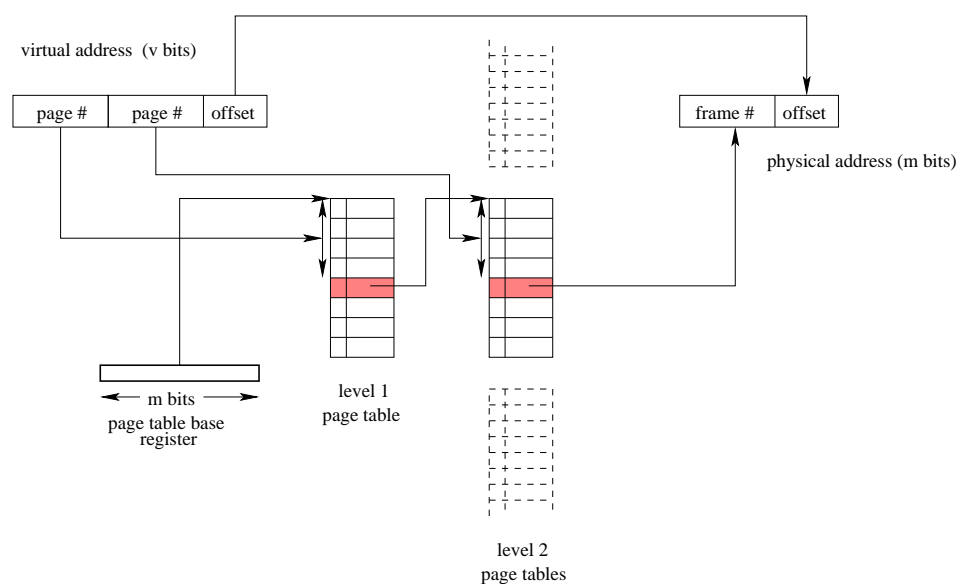 virtual address (v bits)
page #
page #
offset
frame #
offset
physical address (m bits)
m bits
page table base
register
level 1
page table
level 2
page tables